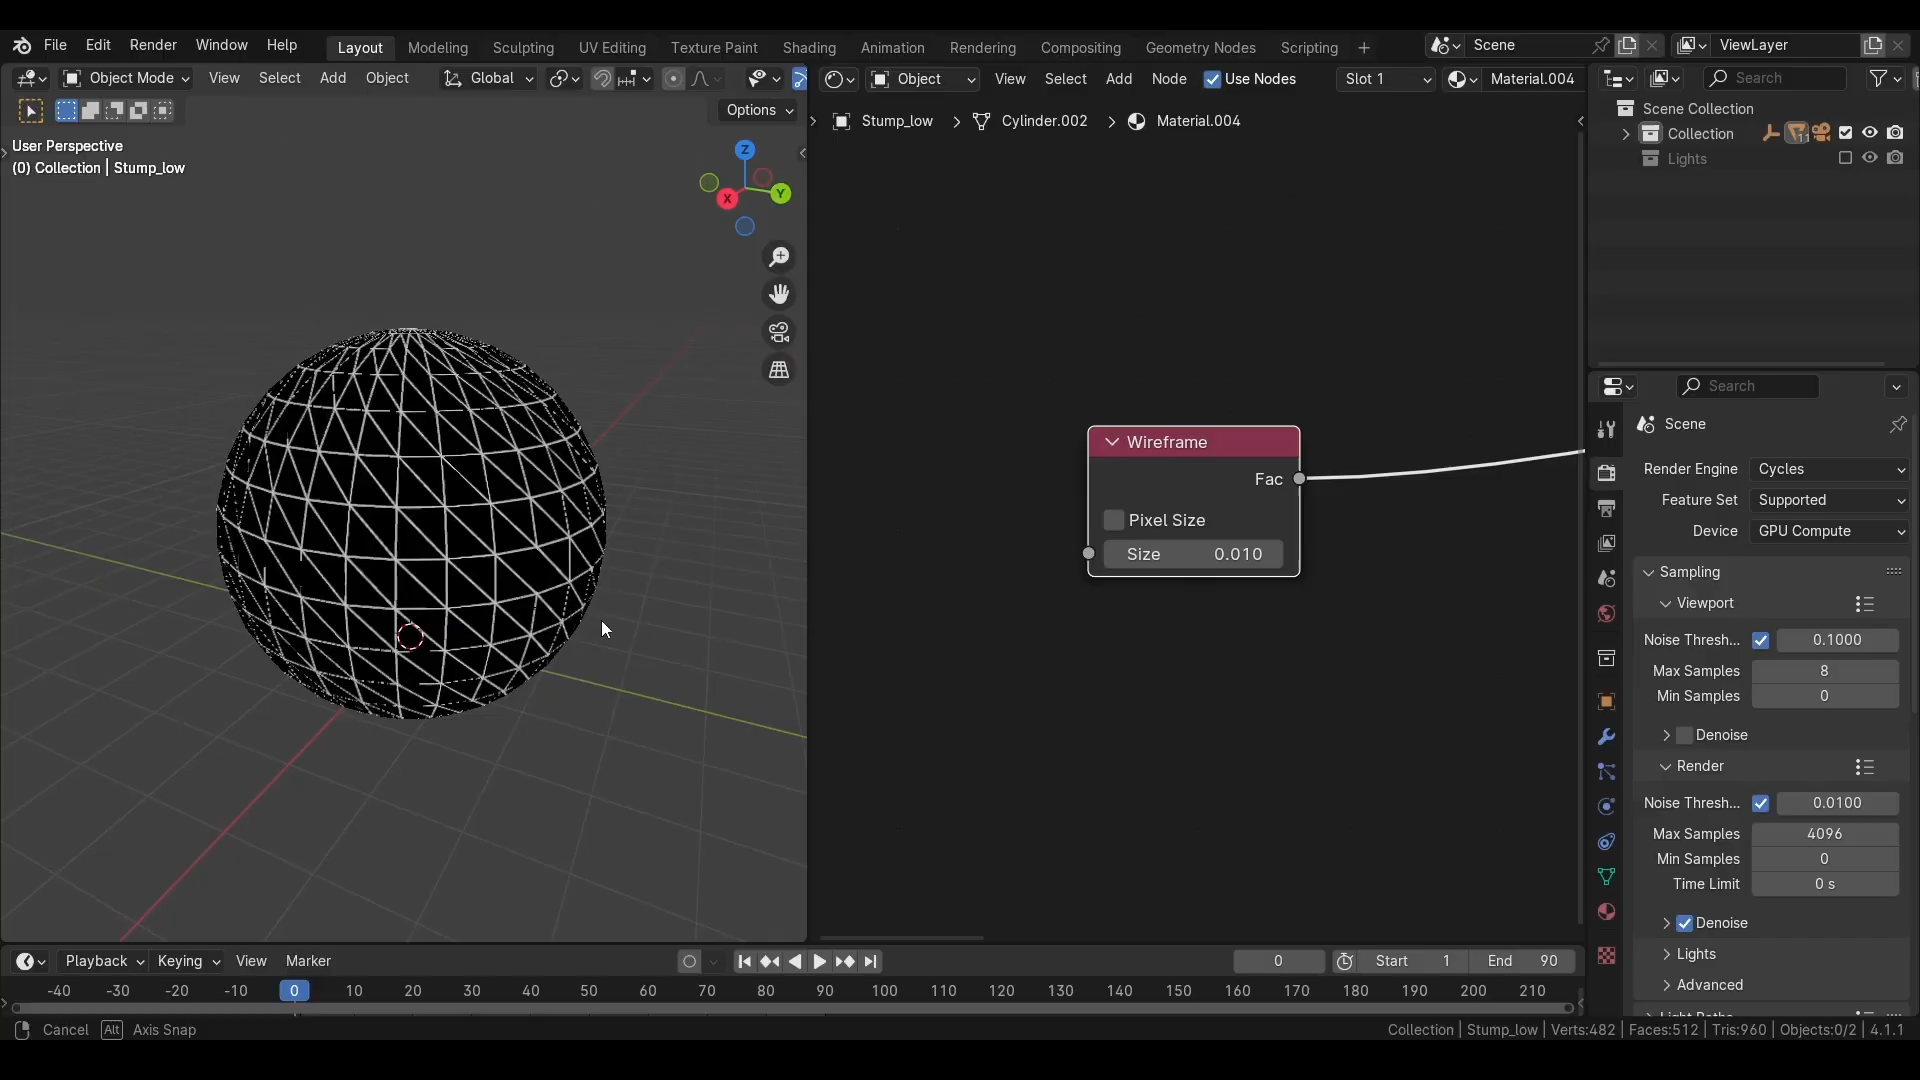 File Edit Render Window Help Layout Modeling Sculpting UV Editing Texture Paint Shading Animation Rendering Compositing Geometry Nodes Scripting + Scene ViewLayer
Object Mode View Select Add Object Global Object View Select Add Node Use Nodes Slot 1 Material.004 Search
Options
User Perspective
(0) Collection | Stump_low
Z
Y
X
Stump_low > Cylinder.002 > Material.004
Wireframe
Fac
Pixel Size
Size 0.010
Scene Collection
Collection 11
Lights
Search
Scene
Render Engine Cycles
Feature Set Supported
Device GPU Compute
Sampling
Viewport
Noise Thresh... 0.1000
Max Samples 8
Min Samples 0
Denoise
Render
Noise Thresh... 0.0100
Max Samples 4096
Min Samples 0
Time Limit 0 s
Denoise
Lights
Advanced
Playback Keying View Marker 0 Start 1 End 90
-40 -30 -20 -10 0 10 20 30 40 50 60 70 80 90 100 110 120 130 140 150 160 170 180 190 200 210
Cancel Alt Axis Snap Collection | Stump_low | Verts:482 | Faces:512 | Tris:960 | Objects:0/2 | 4.1.1